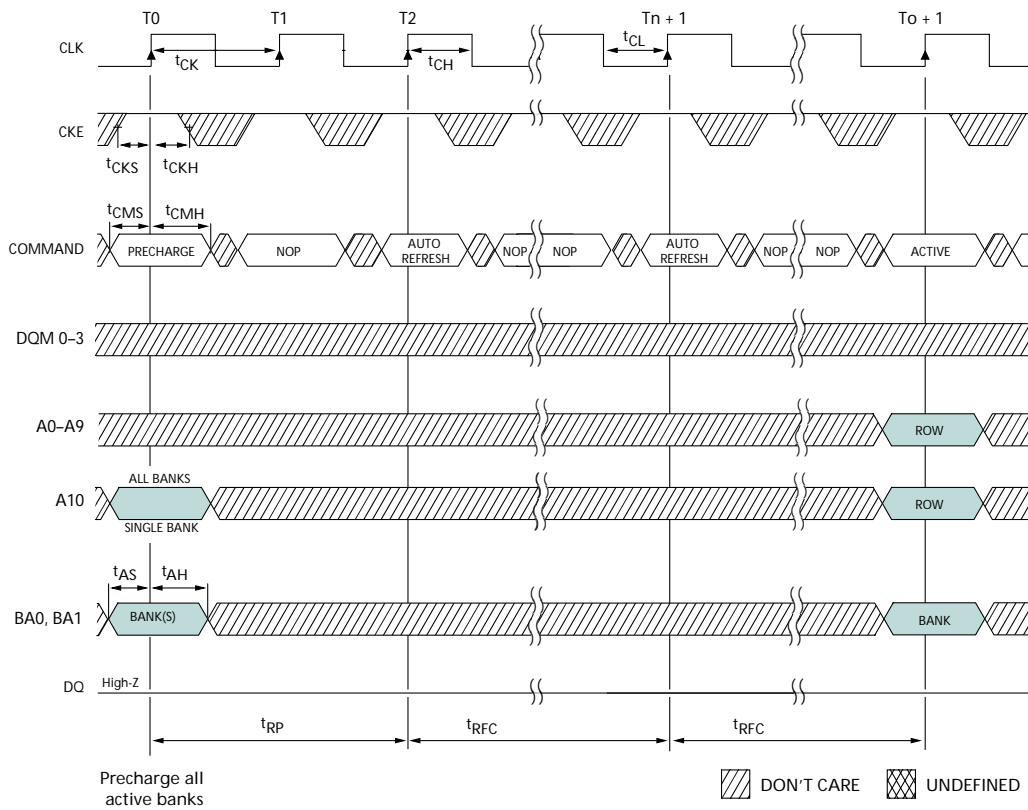 T0 T1 T2 Tn + 1 To + 1
CLK
tCK tCH tCL
CKE
tCKS tCKH
tCMS tCMH
COMMAND PRECHARGE NOP AUTO REFRESH NOP NOP AUTO REFRESH NOP NOP ACTIVE
DQM 0–3
A0–A9 ROW
ALL BANKS
A10 ROW
SINGLE BANK
tAS tAH
BA0, BA1 BANK(S) BANK
DQ High-Z
tRP tRFC tRFC
Precharge all
active banks
DON'T CARE UNDEFINED